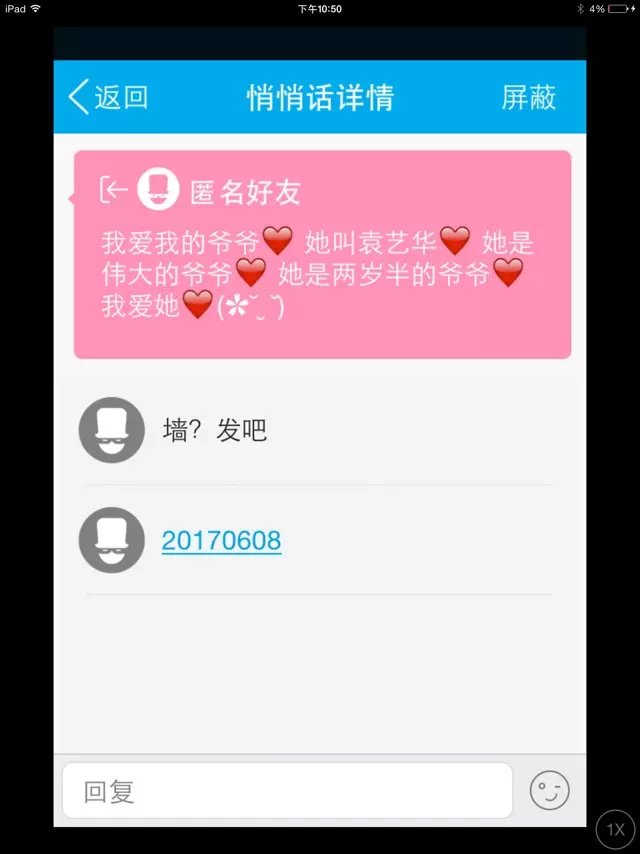 iPad 下午10:50 4%
返回 悄悄话详情 屏蔽
匿名好友
我爱我的爷爷❤️ 她叫袁艺华❤️ 她是
伟大的爷爷❤️ 她是两岁半的爷爷❤️
我爱她❤️(✲˘‿˘)
墙？发吧
20170608
回复
1X